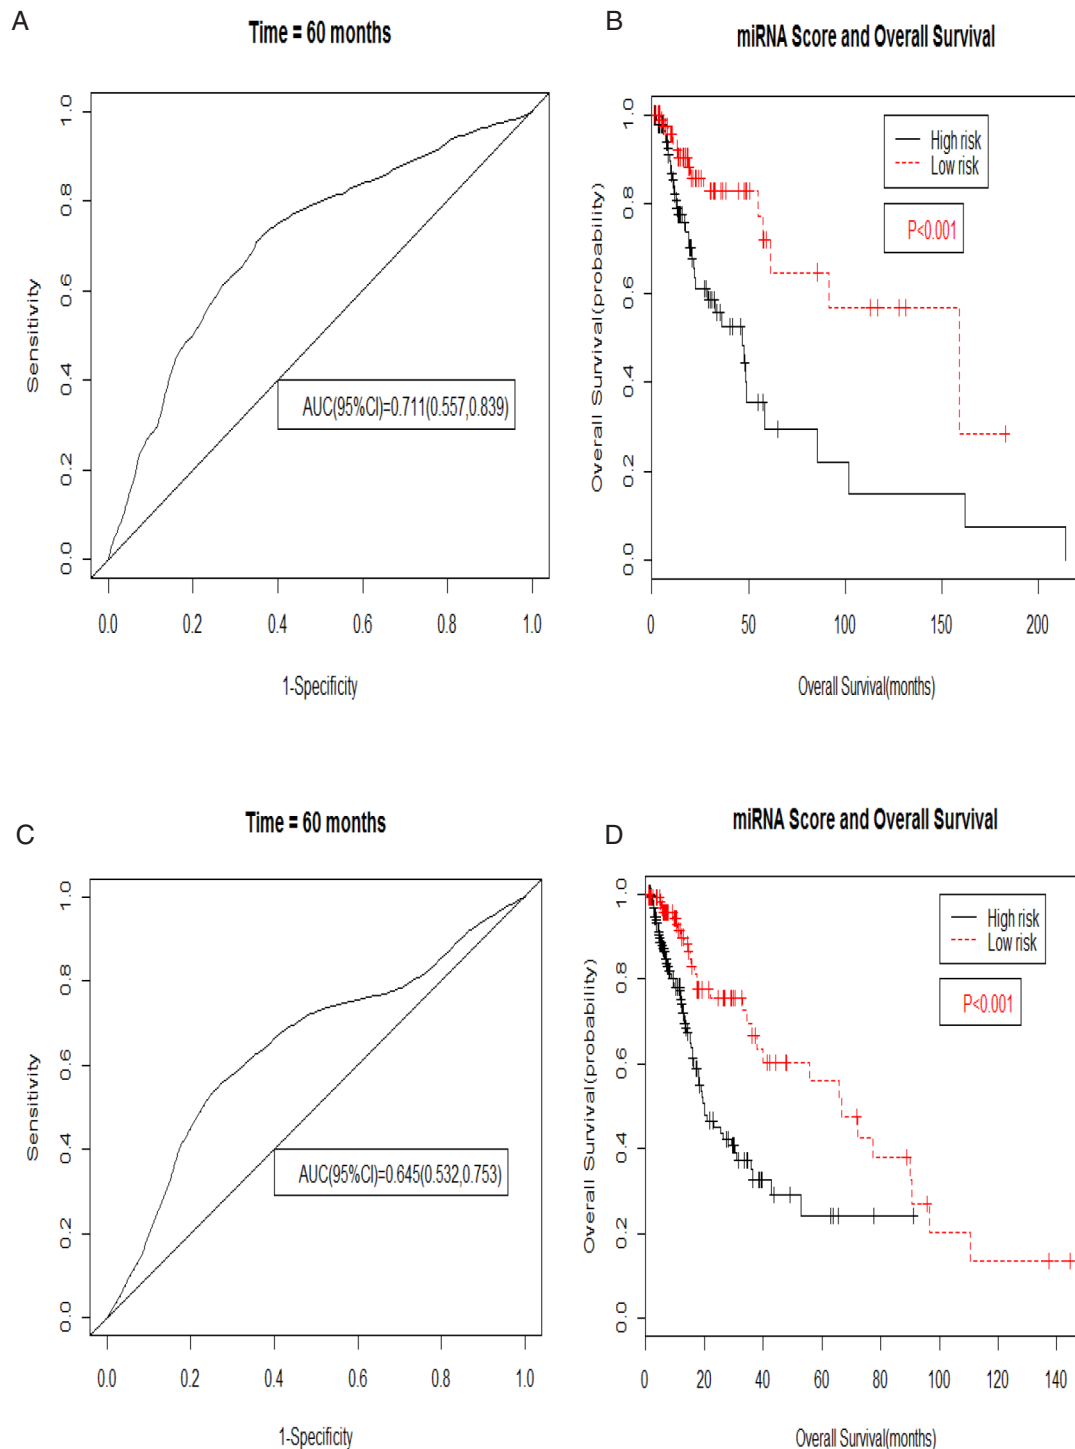 A
Time = 60 months
Sensitivity
0.0 0.2 0.4 0.6 0.8 1.0
AUC(95%CI)=0.711(0.557,0.839)
0.0 0.2 0.4 0.6 0.8 1.0
1-Specificity
B
miRNA Score and Overall Survival
Overall Survival(probability)
0.0 0.2 0.4 0.6 0.8 1.0
High risk
Low risk
P<0.001
0 50 100 150 200
Overall Survival(months)
C
Time = 60 months
Sensitivity
0.0 0.2 0.4 0.6 0.8 1.0
AUC(95%CI)=0.645(0.532,0.753)
0.0 0.2 0.4 0.6 0.8 1.0
1-Specificity
D
miRNA Score and Overall Survival
Overall Survival(probability)
0.0 0.2 0.4 0.6 0.8 1.0
High risk
Low risk
P<0.001
0 20 40 60 80 100 120 140
Overall Survival(months)